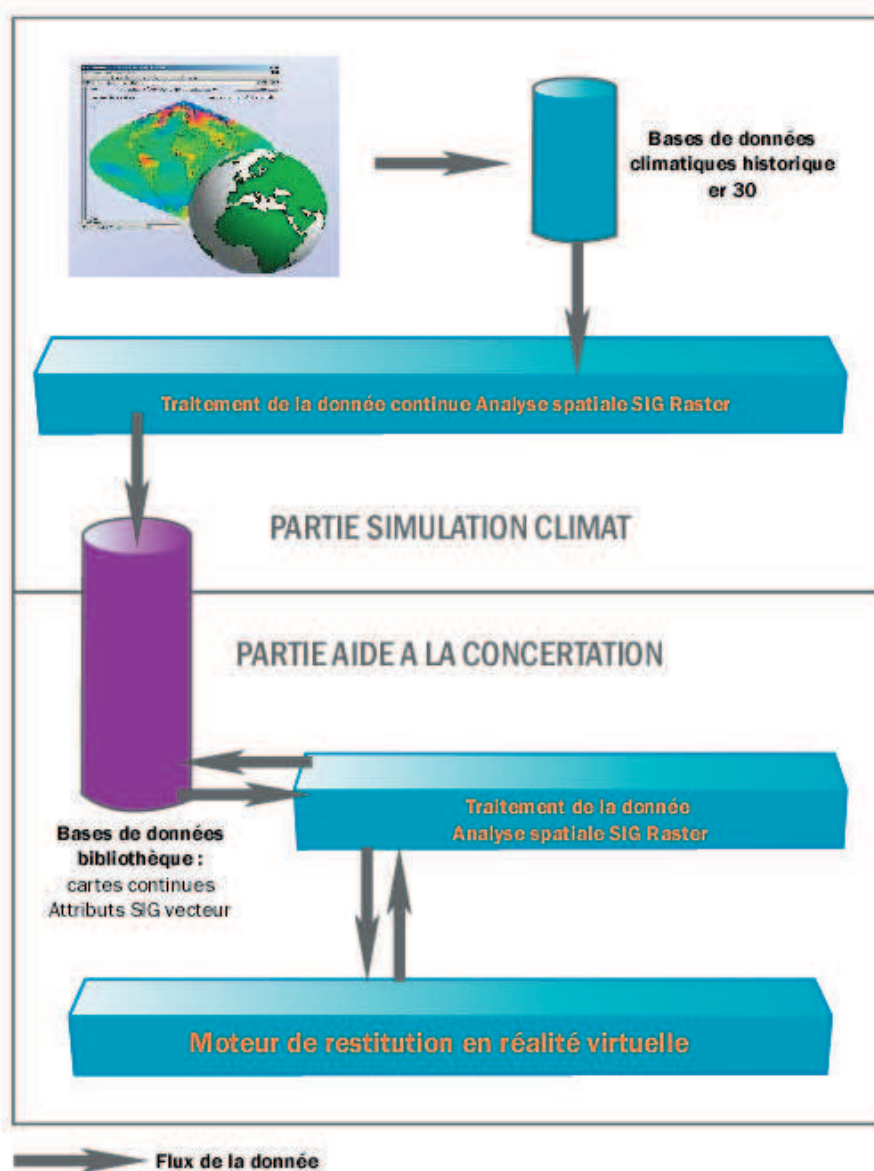 Bases de données
climatiques historique
er 30
Traitement de la donnée continue Analyse spatiale SIG Raster
PARTIE SIMULATION CLIMAT
PARTIE AIDE A LA CONCERTATION
Traitement de la donnée
Analyse spatiale SIG Raster
Bases de données
bibliothèque :
cartes continues
Attributs SIG vecteur
Moteur de restitution en réalité virtuelle
Flux de la donnée